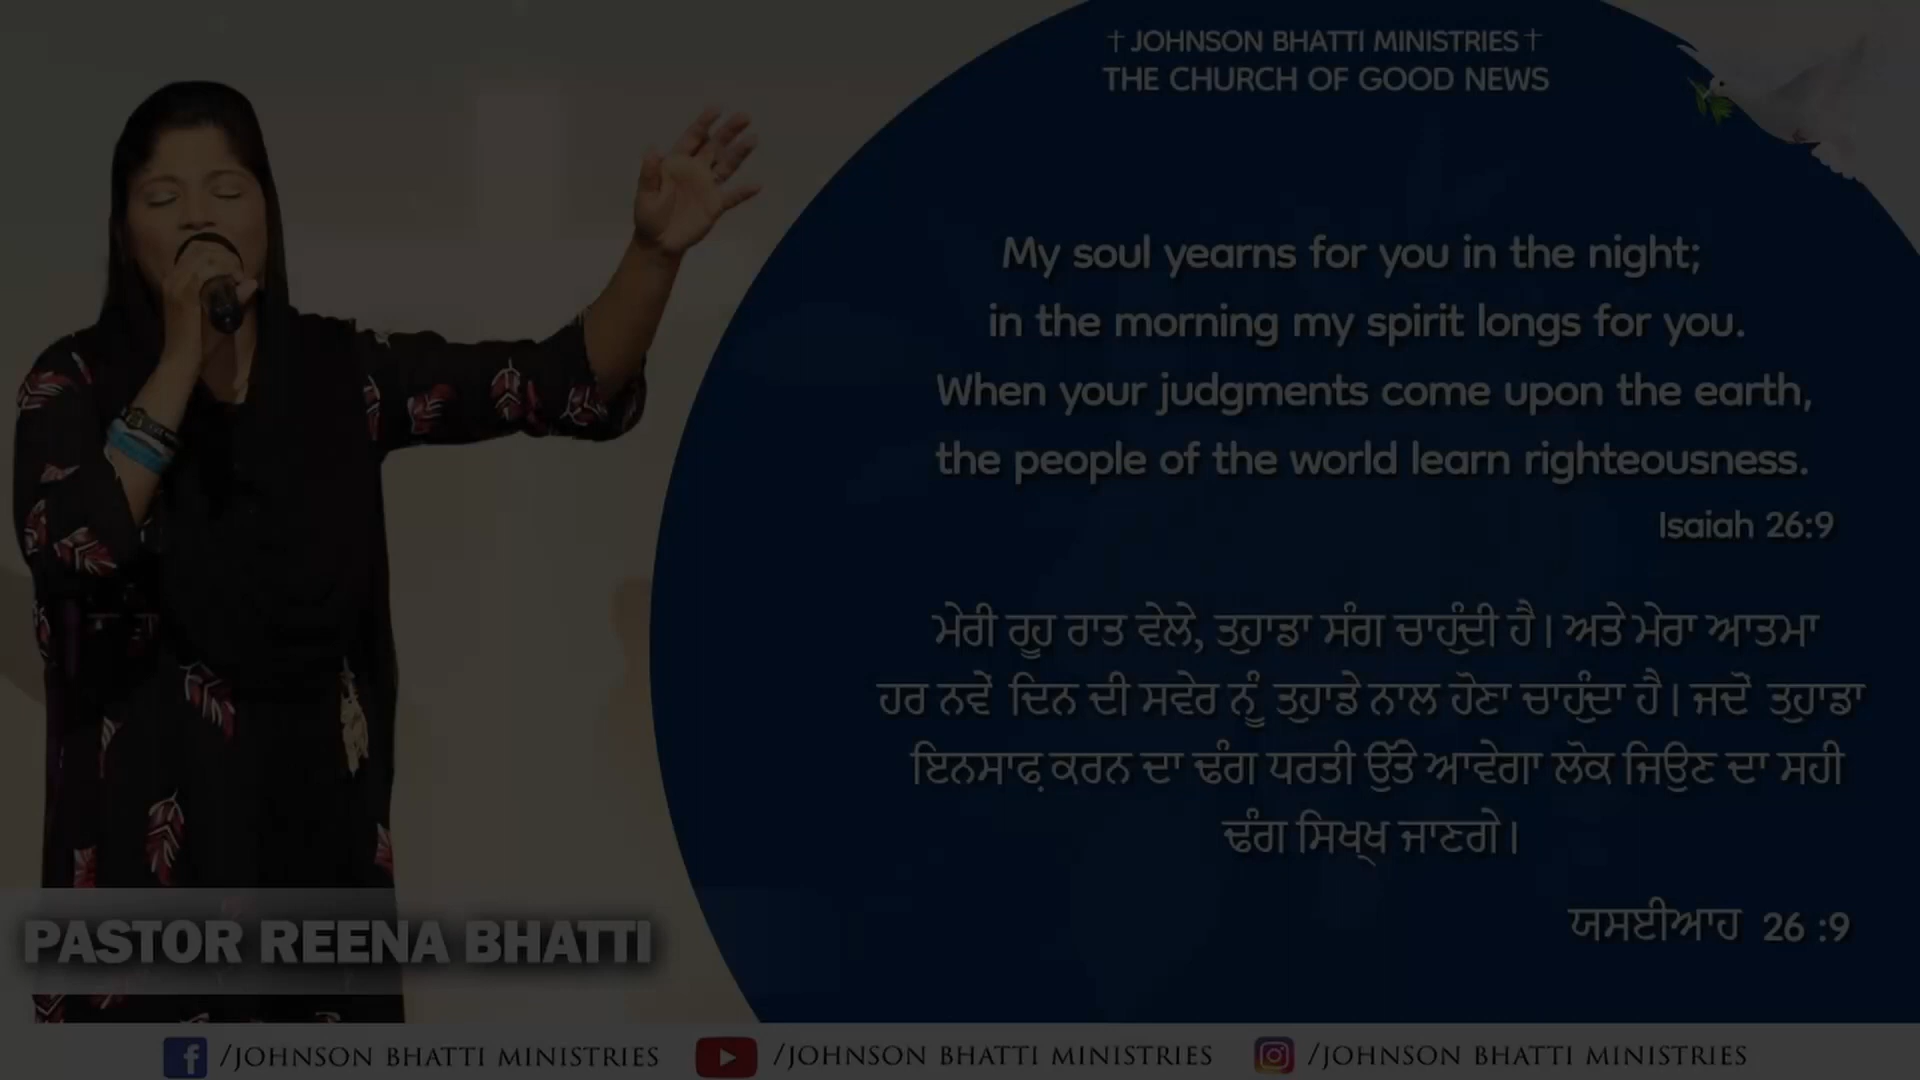 †JOHNSON BHATTI MINISTRIES†
THE CHURCH OF GOOD NEWS
My soul yearns for you in the night;
in the morning my spirit longs for you.
When your judgments come upon the earth,
the people of the world learn righteousness.
Isaiah 26:9
ਮੇਰੀ ਰੂਹ ਰਾਤ ਵੇਲੇ, ਤੁਹਾਡਾ ਸੰਗ ਚਾਹੁੰਦੀ ਹੈ। ਅਤੇ ਮੇਰਾ ਆਤਮਾ
ਹਰ ਨਵੇਂ ਦਿਨ ਦੀ ਸਵੇਰ ਨੂੰ ਤੁਹਾਡੇ ਨਾਲ ਹੋਣਾ ਚਾਹੁੰਦਾ ਹੈ। ਜਦੋਂ ਤੁਹਾਡਾ
ਇਨਸਾਫ਼ ਕਰਨ ਦਾ ਢੰਗ ਧਰਤੀ ਉੱਤੇ ਆਵੇਗਾ ਲੋਕ ਜਿਉਣ ਦਾ ਸਹੀ
ਢੰਗ ਸਿਖ੍ਖ ਜਾਣਗੇ।
ਯਸਈਆਹ 26 :9
PASTOR REENA BHATTI
/JOHNSON BHATTI MINISTRIES /JOHNSON BHATTI MINISTRIES /JOHNSON BHATTI MINISTRIES